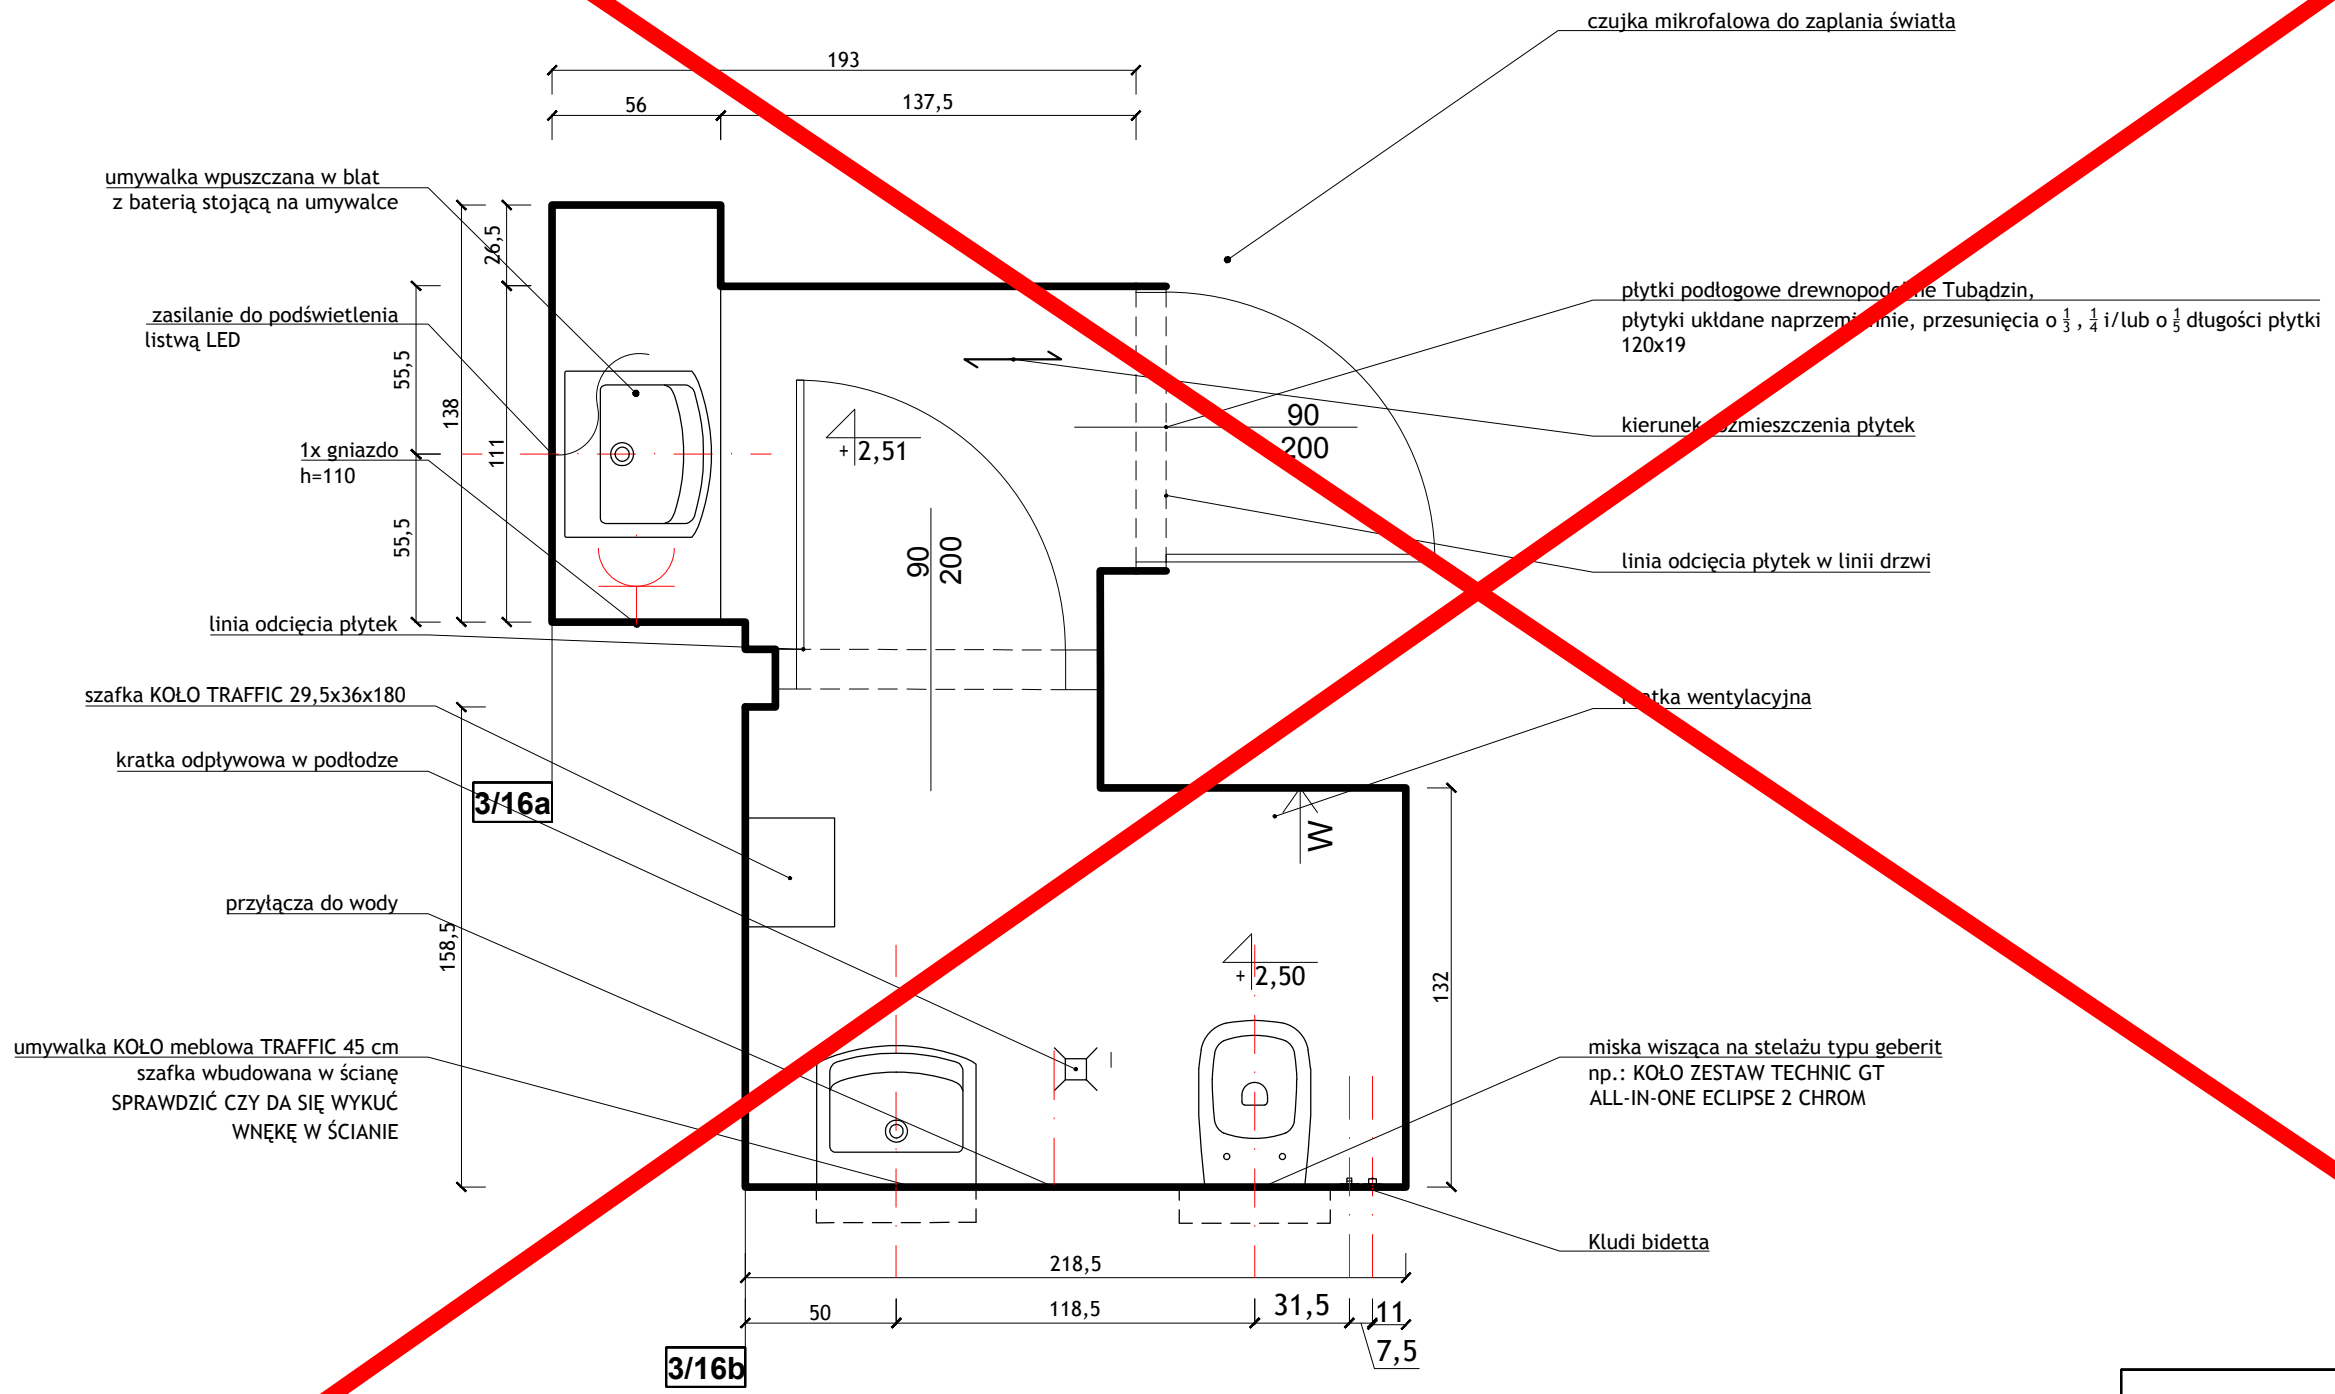 czujka mikrofalowa do zaplania światła
193
56
137,5
umywalka wpuszczana w blat
z baterią stojącą na umywalce
26,5
zasilanie do podświetlenia
listwą LED
55,5
138
111
1x gniazdo
h=110
55,5
+ 2,51
90
200
90
200
płytki podłogowe drewnopodobne Tubądzin,
płytyki ukłdane naprzemiennie, przesunięcia o 1/3 , 1/4 i/lub o 1/5 długości płytki
120x19
kierunek rozmieszczenia płytek
linia odcięcia płytek w linii drzwi
linia odcięcia płytek
szafka KOŁO TRAFFIC 29,5x36x180
kratka odpływowa w podłodze
3/16a
kratka wentylacyjna
W
przyłącza do wody
158,5
+ 2,50
132
umywalka KOŁO meblowa TRAFFIC 45 cm
szafka wbudowana w ścianę
SPRAWDZIĆ CZY DA SIĘ WYKUĆ
WNĘKĘ W ŚCIANIE
miska wisząca na stelażu typu geberit
np.: KOŁO ZESTAW TECHNIC GT
ALL-IN-ONE ECLIPSE 2 CHROM
Kludi bidetta
218,5
50
118,5
31,5
11
7,5
3/16b